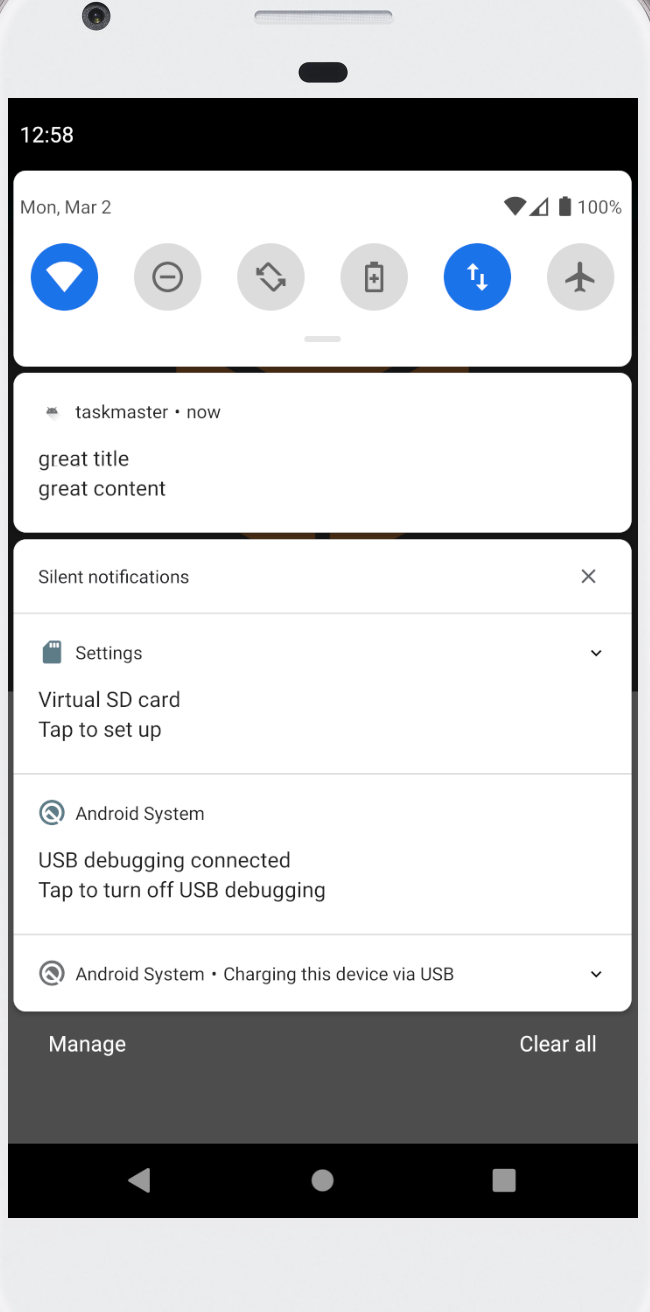 12:58
Mon, Mar 2
100%
taskmaster • now
great title
great content
Silent notifications
Settings
Virtual SD card
Tap to set up
Android System
USB debugging connected
Tap to turn off USB debugging
Android System • Charging this device via USB
Manage
Clear all